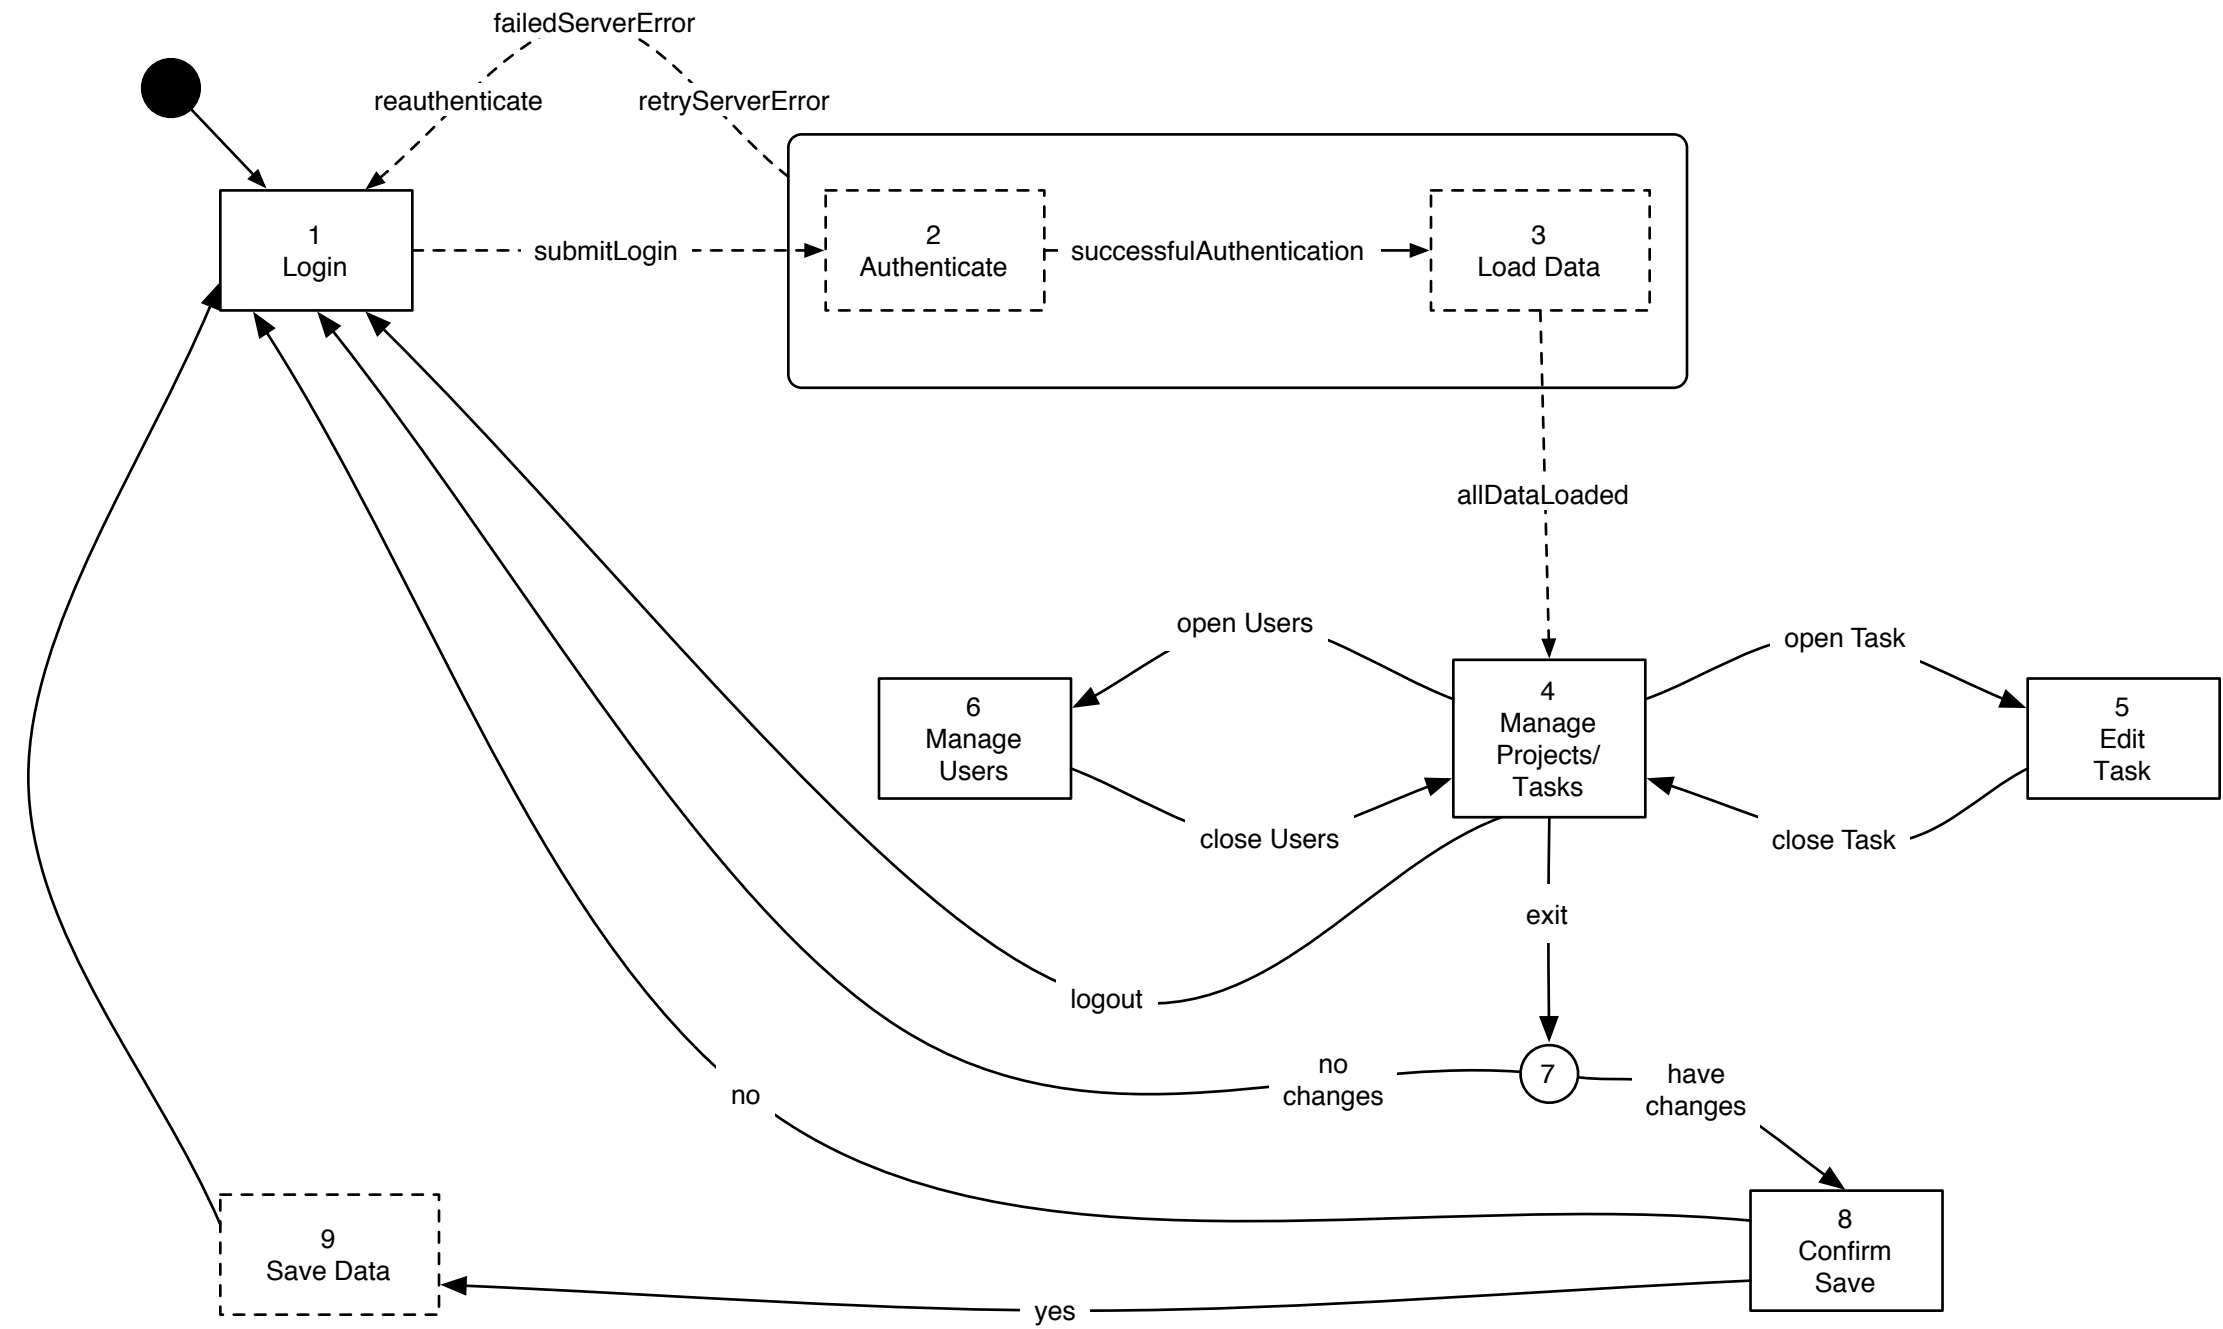 failedServerError
reauthenticate
retryServerError
1
Login
submitLogin
2
Authenticate
successfulAuthentication
3
Load Data
allDataLoaded
open Users
open Task
6
Manage
Users
4
Manage
Projects/
Tasks
5
Edit
Task
close Users
close Task
exit
logout
no
changes
7
have
changes
no
8
Confirm
Save
9
Save Data
yes